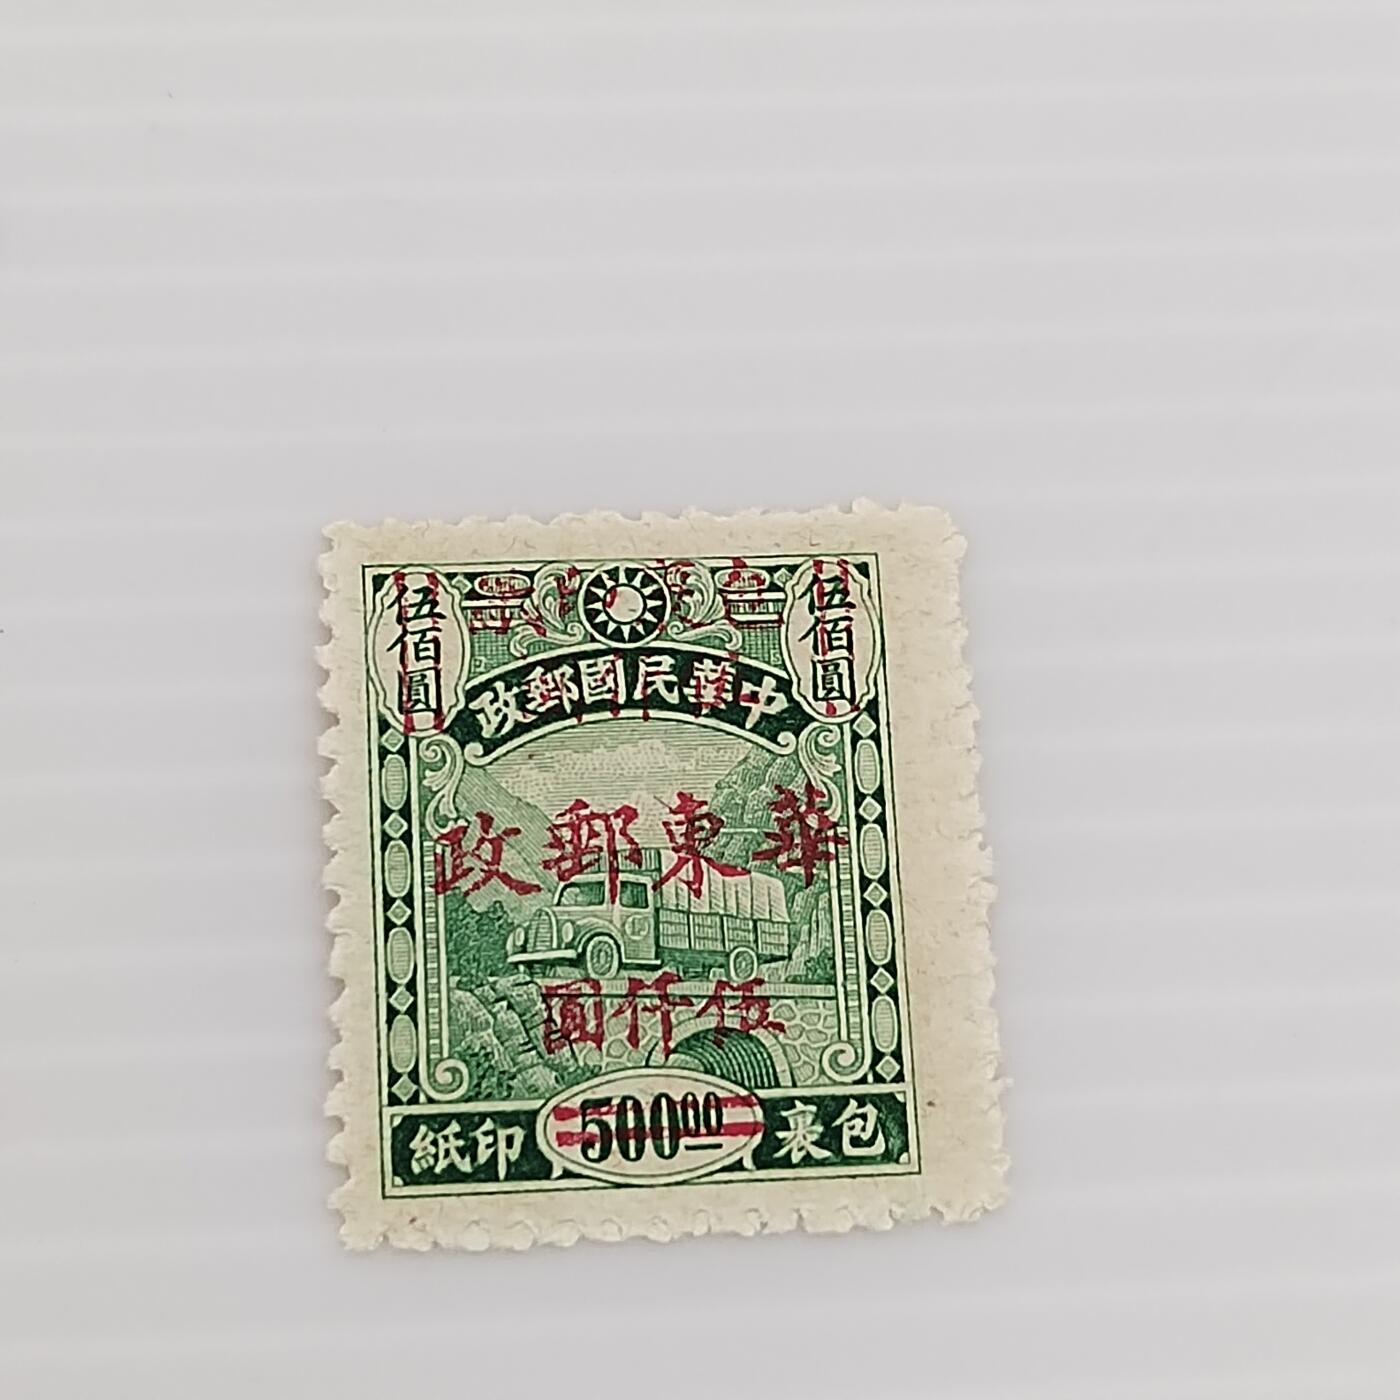 伍佰圓
伍佰圓
政郵國民華中
政郵東華
圓仟伍
500.00
紙印 裹包